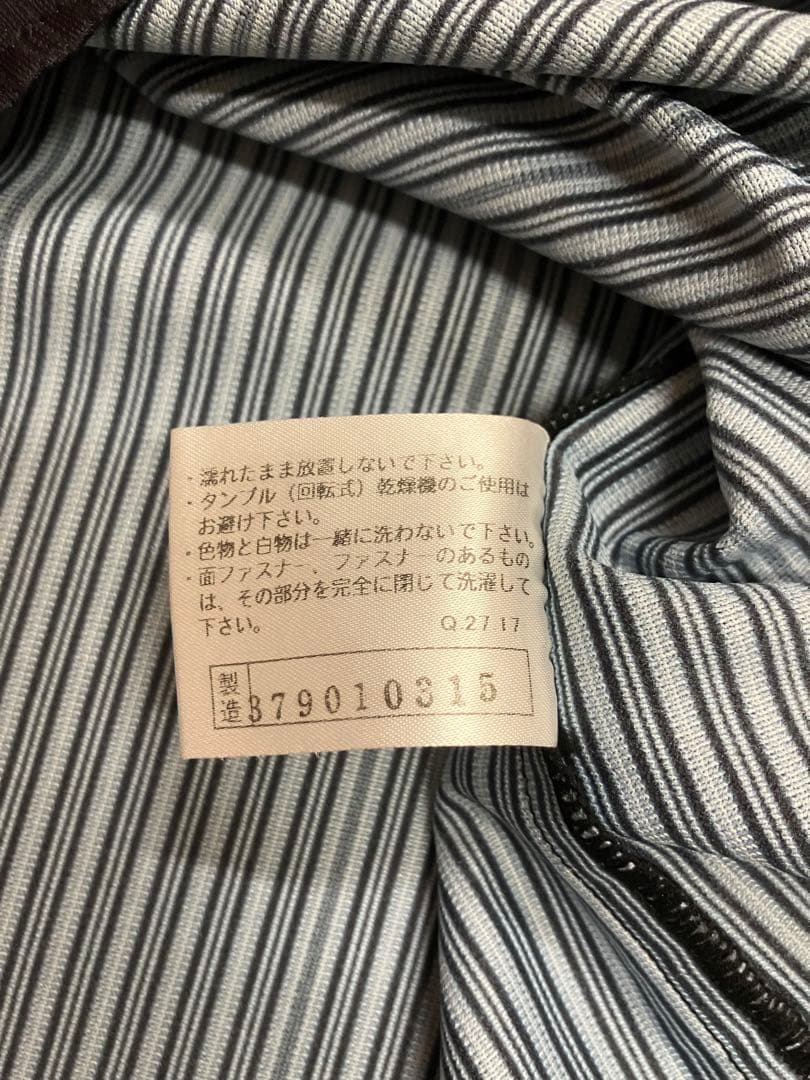 ・濡れたまま放置しないで下さい。
・タンブル（回転式）乾燥機のご使用は
お避け下さい。
・色物と白物は一緒に洗わないで下さい。
・面ファスナー、ファスナーのあるもの
は、その部分を完全に閉じて洗濯して
下さい。 Q2717
製造 379010315